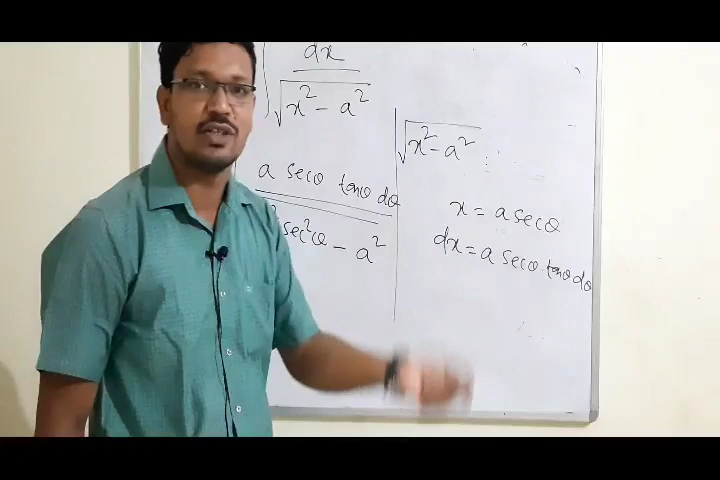 dx
√x² - a²
a secθ tanθ dθ
sec²θ - a²
√x² - a²
x = a secθ
dx = a secθ·tanθ dθ